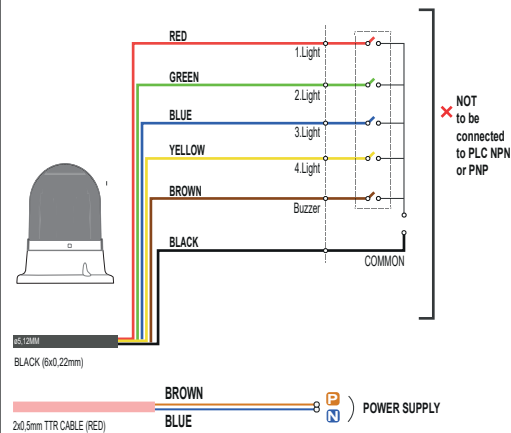 RED
1.Light
GREEN
2.Light
BLUE
3.Light
YELLOW
4.Light
BROWN
Buzzer
BLACK
COMMON
NOT
to be
connected
to PLC NPN
or PNP
ø5,12MM
BLACK (6x0,22mm)
BROWN
BLUE
2x0,5mm TTR CABLE (RED)
P
N
POWER SUPPLY